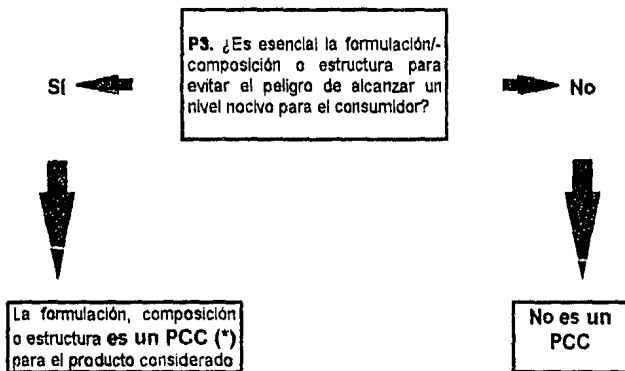 P3. ¿Es esencial la formulación/-
composición o estructura para
evitar el peligro de alcanzar un
nivel nocivo para el consumidor?
Sí
No
La formulación, composición
o estructura es un PCC (*)
para el producto considerado
No es un
PCC